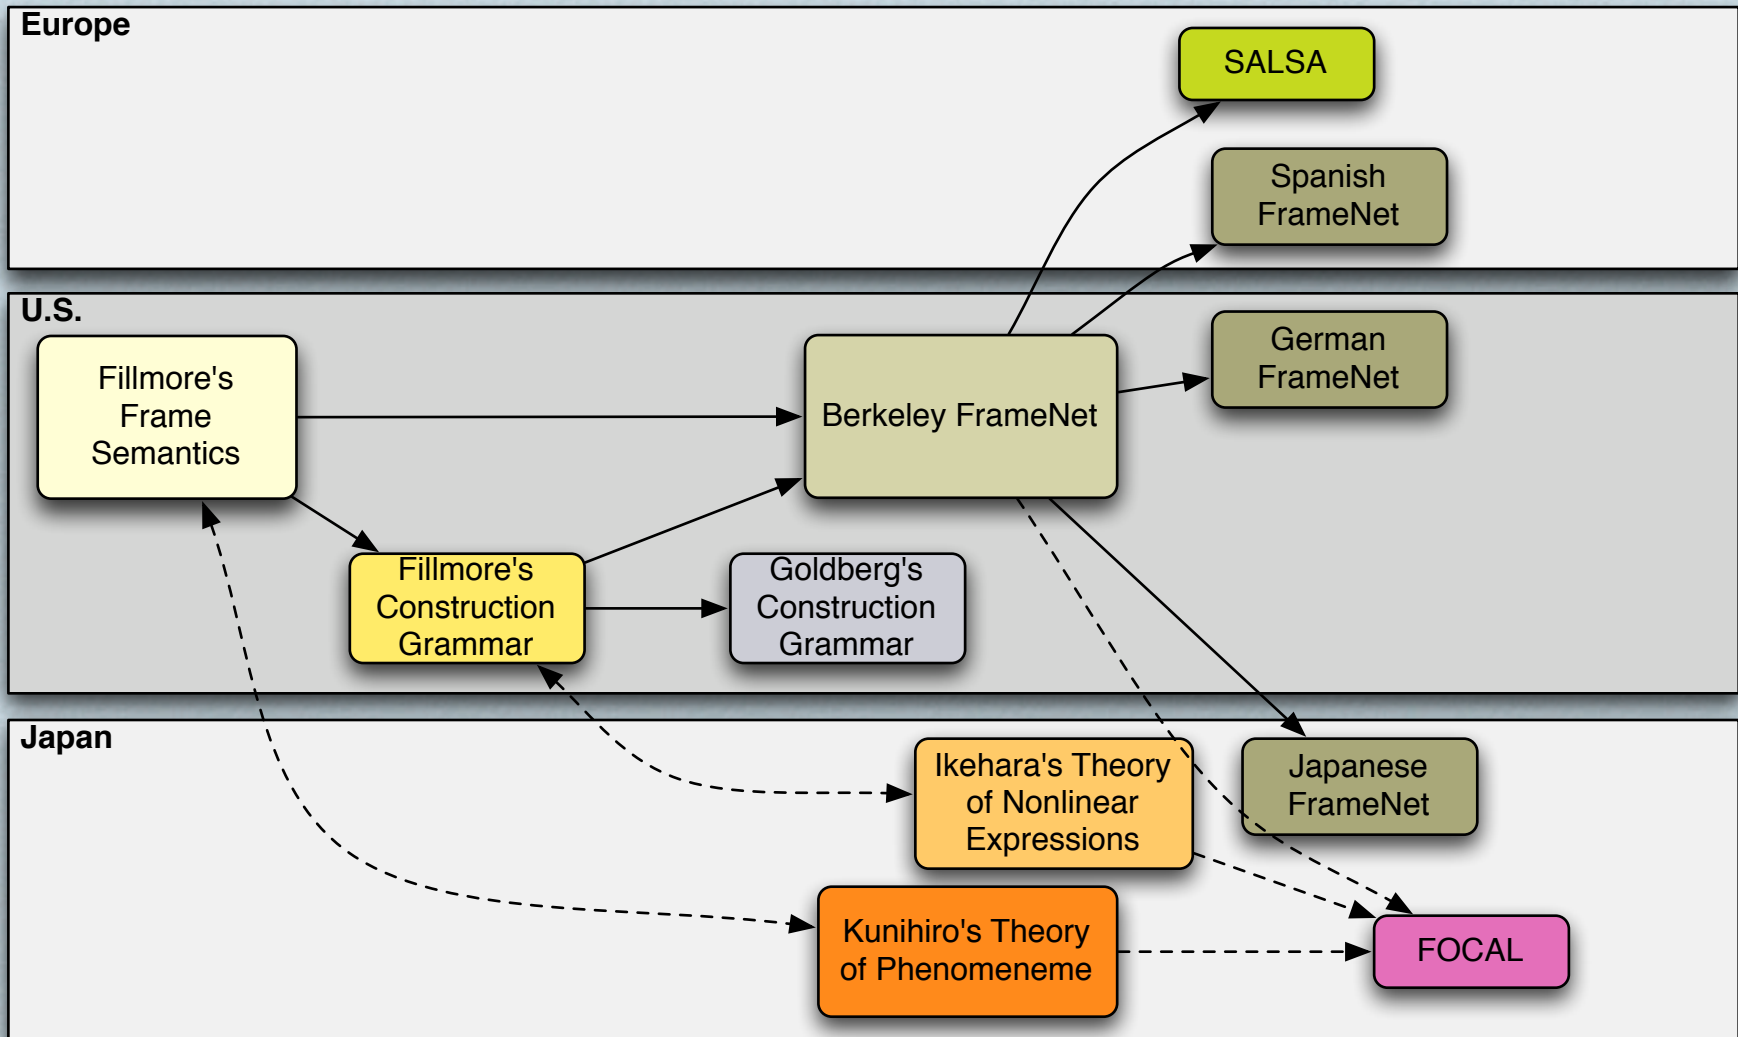 Europe
SALSA
Spanish
FrameNet
U.S.
Fillmore's
Frame
Semantics
Berkeley FrameNet
German
FrameNet
Fillmore's
Construction
Grammar
Goldberg's
Construction
Grammar
Japan
Ikehara's Theory
of Nonlinear
Expressions
Japanese
FrameNet
Kunihiro's Theory
of Phenomeneme
FOCAL